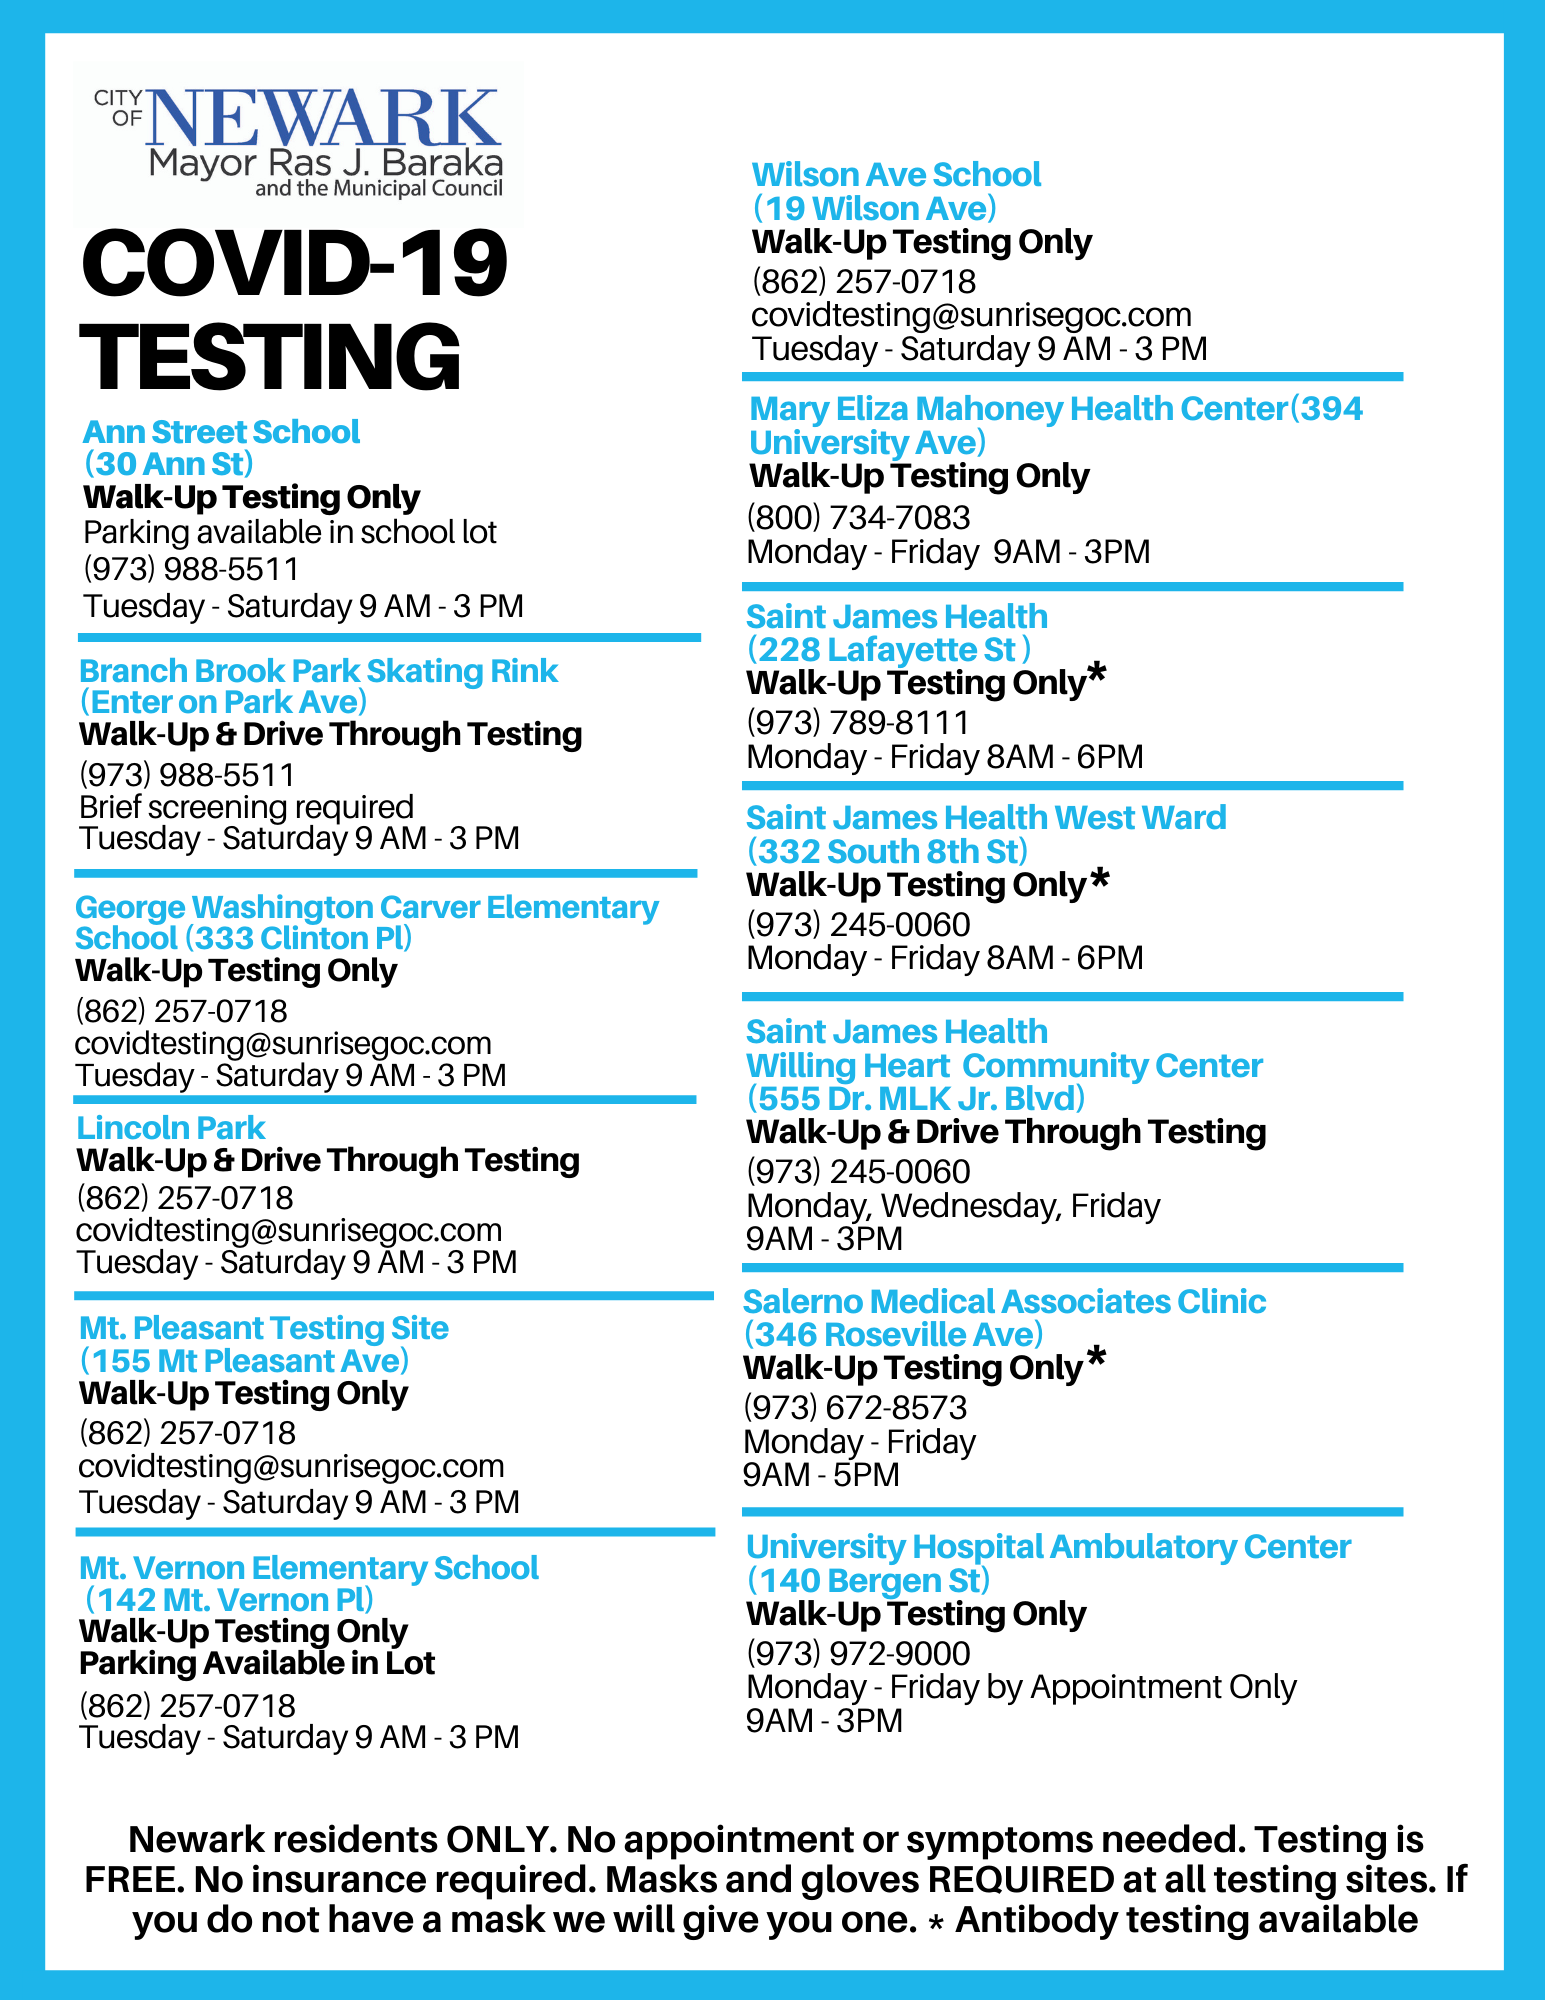 CITY
OF
NEWARK
Mayor Ras J. Baraka
and the Municipal Council
COVID-19
TESTING
Ann Street School
(30 Ann St)
Walk-Up Testing Only
Parking available in school lot
(973) 988-5511
Tuesday - Saturday 9 AM - 3 PM
Branch Brook Park Skating Rink
(Enter on Park Ave)
Walk-Up & Drive Through Testing
(973) 988-5511
Brief screening required
Tuesday - Saturday 9 AM - 3 PM
George Washington Carver Elementary
School (333 Clinton Pl)
Walk-Up Testing Only
(862) 257-0718
covidtesting@sunrisegoc.com
Tuesday - Saturday 9 AM - 3 PM
Lincoln Park
Walk-Up & Drive Through Testing
(862) 257-0718
covidtesting@sunrisegoc.com
Tuesday - Saturday 9 AM - 3 PM
Mt. Pleasant Testing Site
(155 Mt Pleasant Ave)
Walk-Up Testing Only
(862) 257-0718
covidtesting@sunrisegoc.com
Tuesday - Saturday 9 AM - 3 PM
Mt. Vernon Elementary School
(142 Mt. Vernon Pl)
Walk-Up Testing Only
Parking Available in Lot
(862) 257-0718
Tuesday - Saturday 9 AM - 3 PM
Wilson Ave School
(19 Wilson Ave)
Walk-Up Testing Only
(862) 257-0718
covidtesting@sunrisegoc.com
Tuesday - Saturday 9 AM - 3 PM
Mary Eliza Mahoney Health Center(394
University Ave)
Walk-Up Testing Only
(800) 734-7083
Monday - Friday  9AM - 3PM
Saint James Health
(228 Lafayette St )
Walk-Up Testing Only*
(973) 789-8111
Monday - Friday 8AM - 6PM
Saint James Health West Ward
(332 South 8th St)
Walk-Up Testing Only*
(973) 245-0060
Monday - Friday 8AM - 6PM
Saint James Health
Willing Heart  Community Center
(555 Dr. MLK Jr. Blvd)
Walk-Up & Drive Through Testing
(973) 245-0060
Monday, Wednesday, Friday
9AM - 3PM
Salerno Medical Associates Clinic
(346 Roseville Ave)
Walk-Up Testing Only*
(973) 672-8573
Monday - Friday
9AM - 5PM
University Hospital Ambulatory Center
(140 Bergen St)
Walk-Up Testing Only
(973) 972-9000
Monday - Friday by Appointment Only
9AM - 3PM
Newark residents ONLY. No appointment or symptoms needed. Testing is
FREE. No insurance required. Masks and gloves REQUIRED at all testing sites. If
you do not have a mask we will give you one. * Antibody testing available